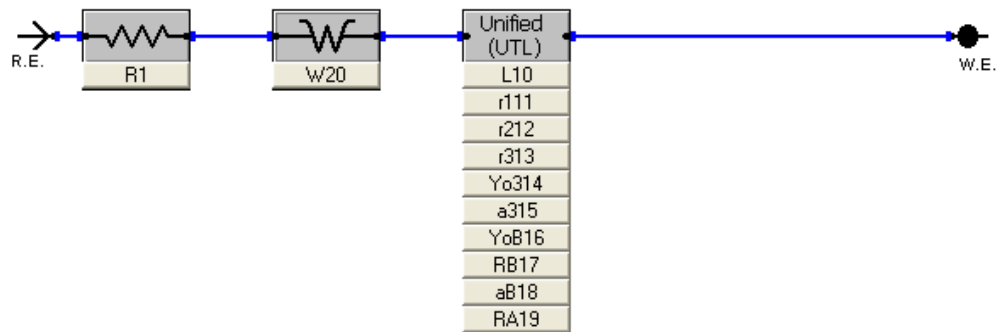 R.E.
R1
W
W20
Unified
(UTL)
L10
r111
r212
r313
Yo314
a315
YoB16
RB17
aB18
RA19
W.E.